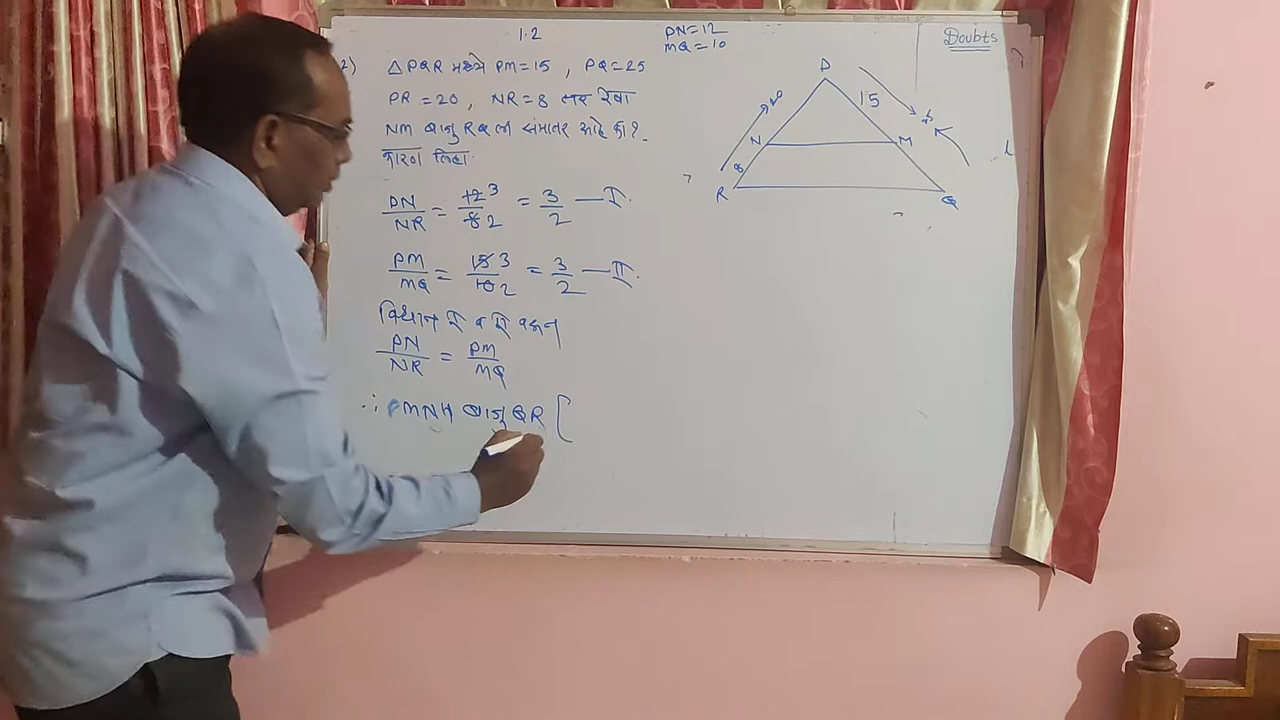 1.2
PN=12
MQ=10
Doubts
2) △PQR मध्ये PM=15 , PQ=25
PR =20 , NR=8 तर रेषा
NM बाजू RQ ला समांतर आहे का?
कारण लिहा.
PN/NR = 12/8 3/2 = 3/2 — I.
PM/MQ = 15/10 3/2 = 3/2 — II.
विधान I व II वरून
PN/NR = PM/MQ
∴ NM बाजू QR [
P
20
15
N
M
8
R
Q